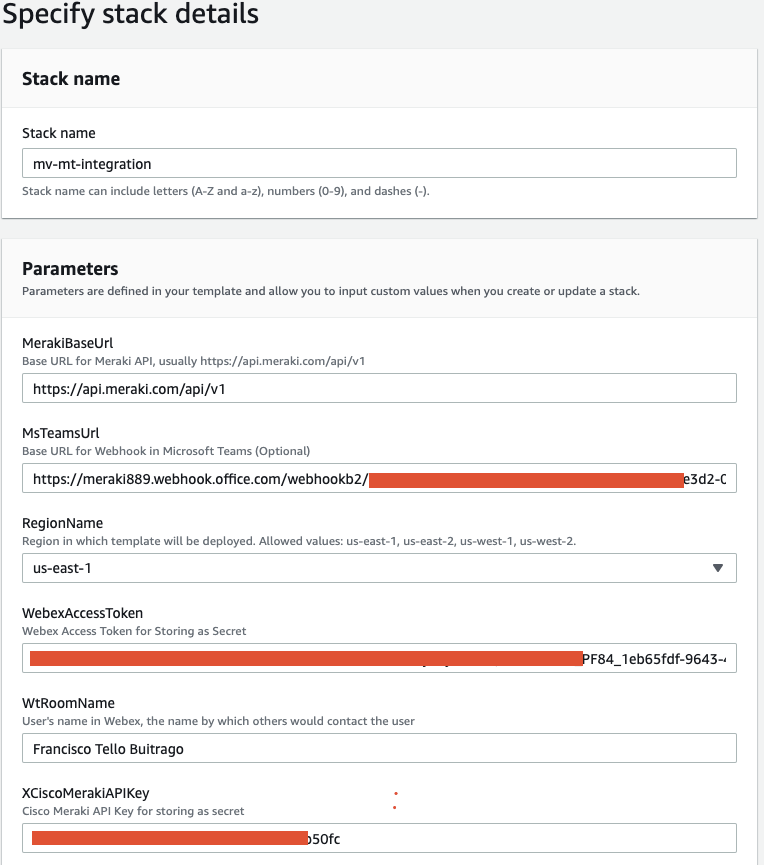 Specify stack details
Stack name
Stack name
mv-mt-integration
Stack name can include letters (A-Z and a-z), numbers (0-9), and dashes (-).
Parameters
Parameters are defined in your template and allow you to input custom values when you create or update a stack.
MerakiBaseUrl
Base URL for Meraki API, usually https://api.meraki.com/api/v1
https://api.meraki.com/api/v1
MsTeamsUrl
Base URL for Webhook in Microsoft Teams (Optional)
https://meraki889.webhook.office.com/webhookb2/ e3d2-0
RegionName
Region in which template will be deployed. Allowed values: us-east-1, us-east-2, us-west-1, us-west-2.
us-east-1
WebexAccessToken
Webex Access Token for Storing as Secret
PF84_1eb65fdf-9643-
WtRoomName
User's name in Webex, the name by which others would contact the user
Francisco Tello Buitrago
XCiscoMerakiAPIKey
Cisco Meraki API Key for storing as secret
b50fc